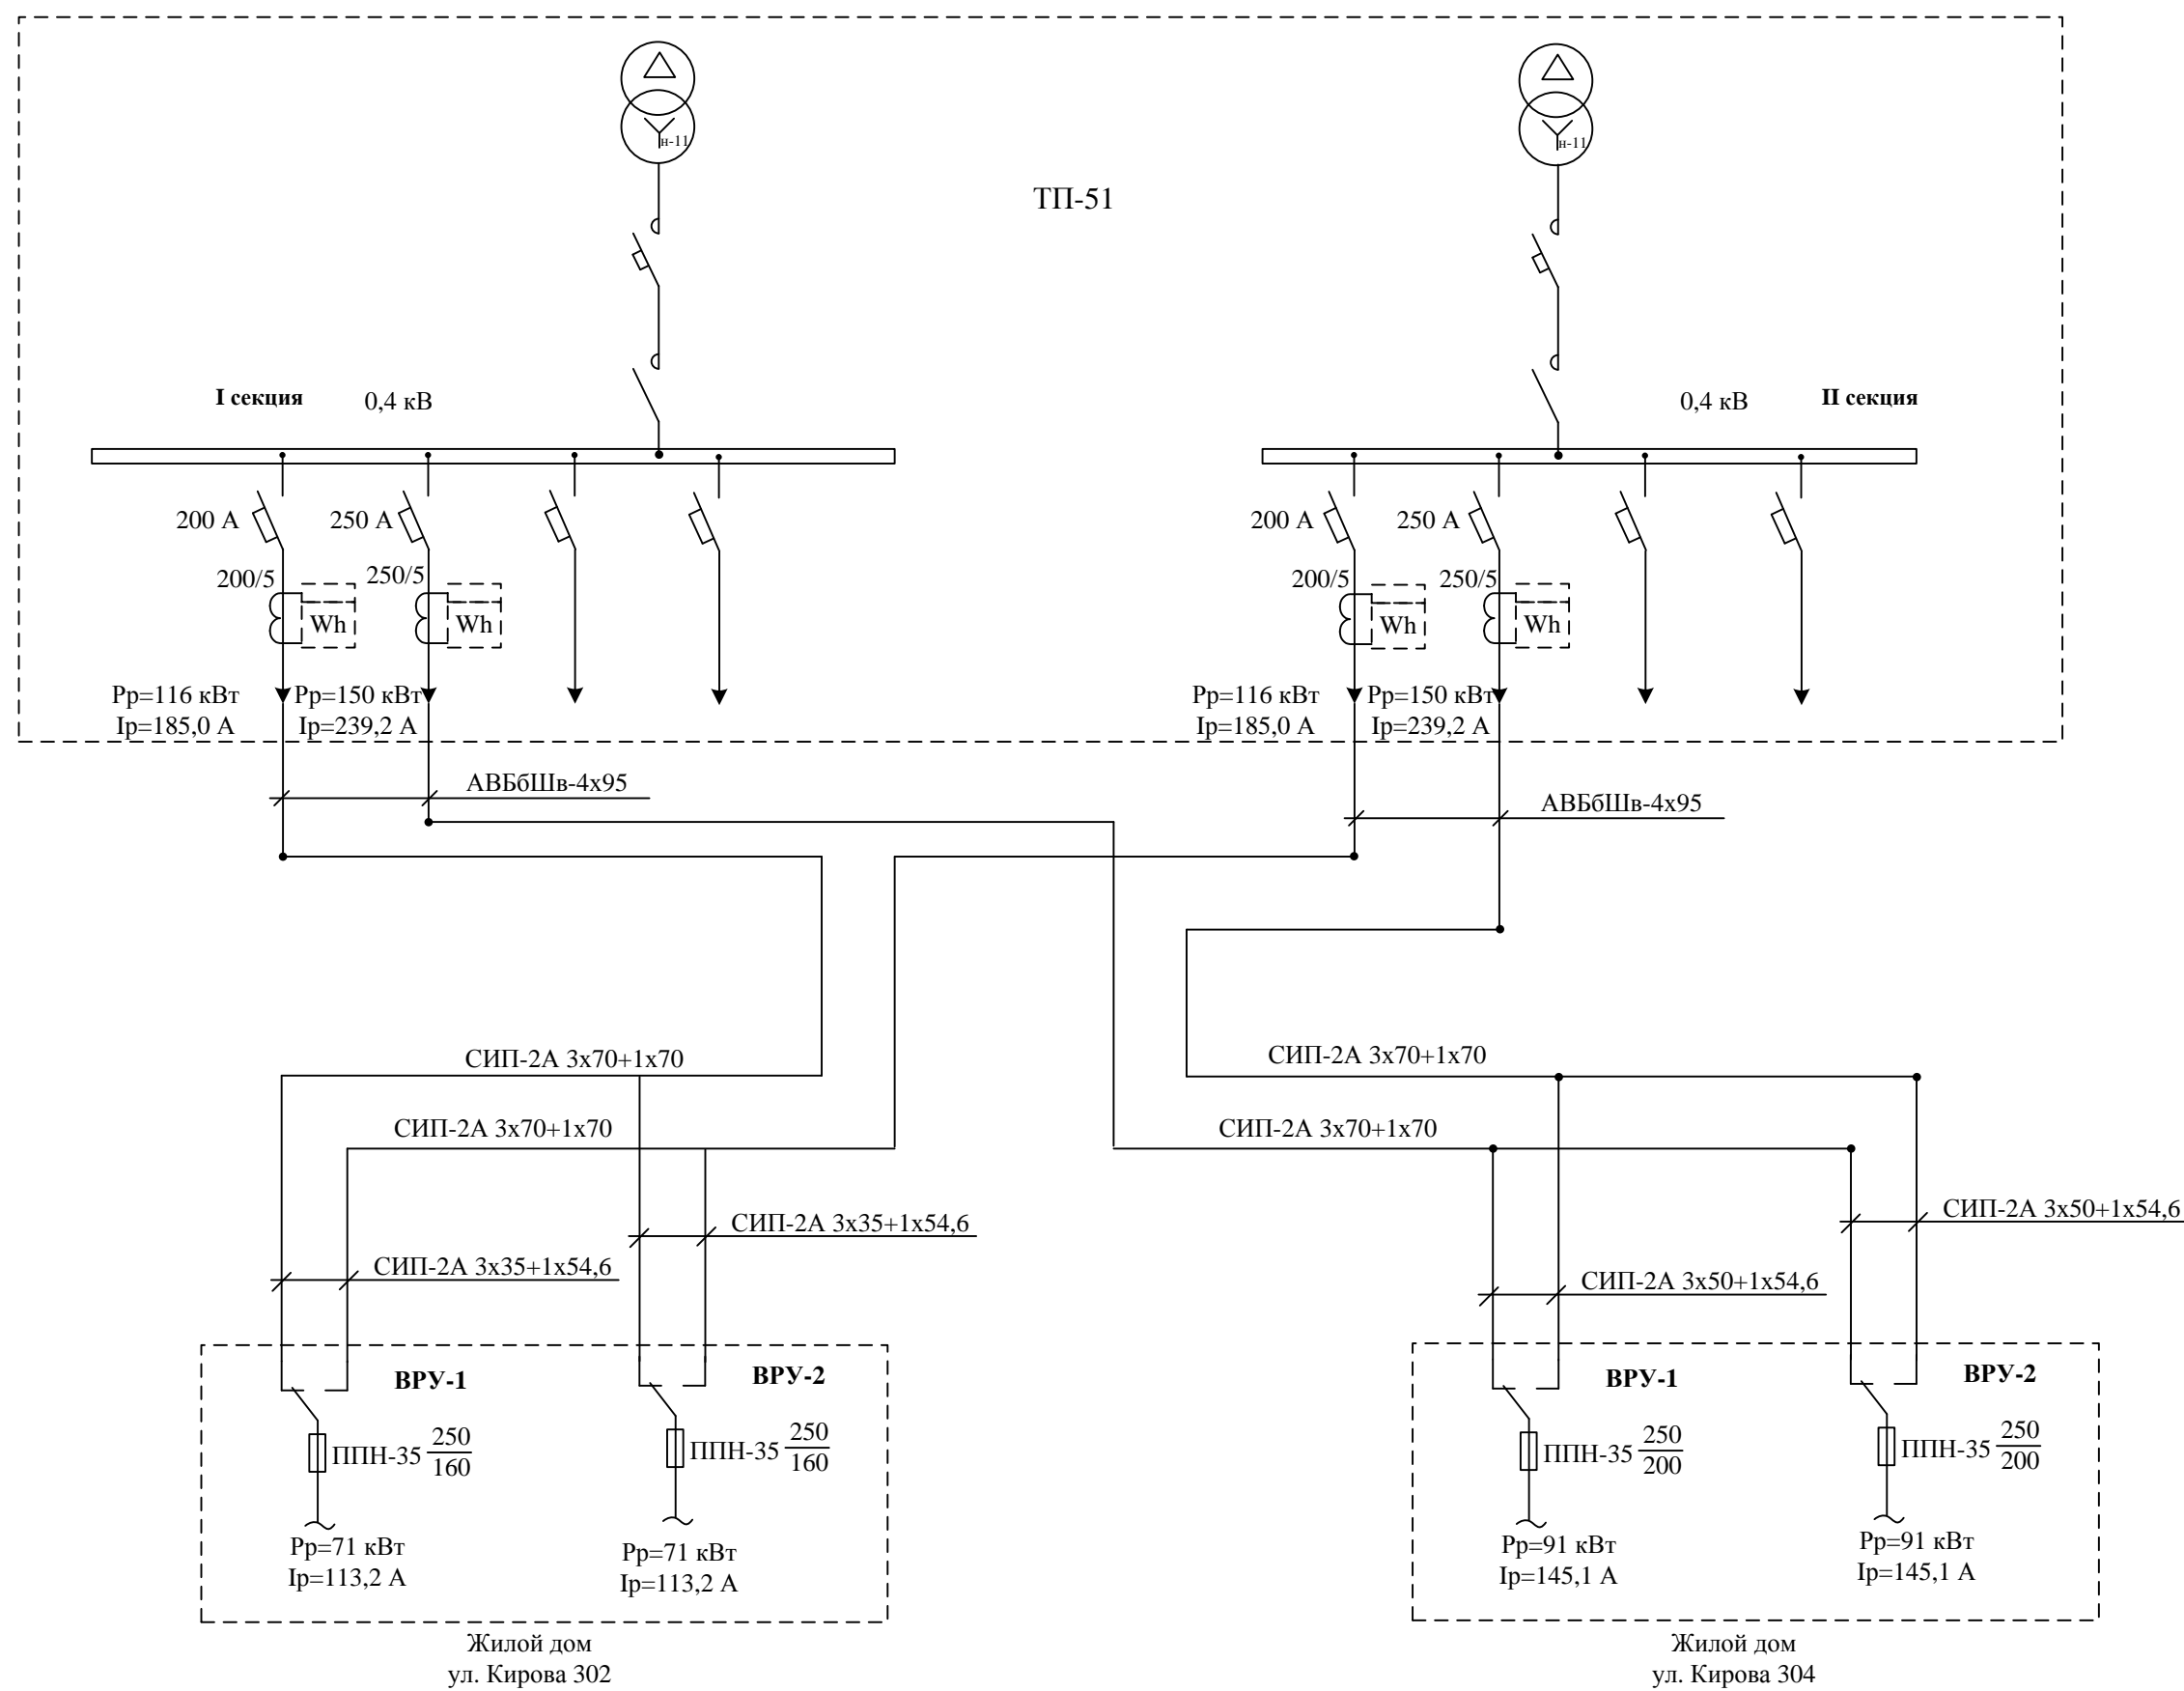 н-11
н-11
ТП-51
I секция
0,4 кВ
0,4 кВ
II секция
200 А
250 А
200 А
250 А
200/5
250/5
200/5
250/5
Wh
Wh
Wh
Wh
Рр=116 кВт
Iр=185,0 А
Рр=150 кВт
Iр=239,2 А
Рр=116 кВт
Iр=185,0 А
Рр=150 кВт
Iр=239,2 А
АВБбШв-4х95
АВБбШв-4х95
СИП-2А 3х70+1х70
СИП-2А 3х70+1х70
СИП-2А 3х70+1х70
СИП-2А 3х70+1х70
СИП-2А 3х35+1х54,6
СИП-2А 3х50+1х54,6
СИП-2А 3х35+1х54,6
СИП-2А 3х50+1х54,6
ВРУ-1
ППН-35 250
160
Рр=71 кВт
Iр=113,2 А
ВРУ-2
ППН-35 250
160
Рр=71 кВт
Iр=113,2 А
ВРУ-1
ППН-35 250
200
Рр=91 кВт
Iр=145,1 А
ВРУ-2
ППН-35 250
200
Рр=91 кВт
Iр=145,1 А
Жилой дом
ул. Кирова 302
Жилой дом
ул. Кирова 304